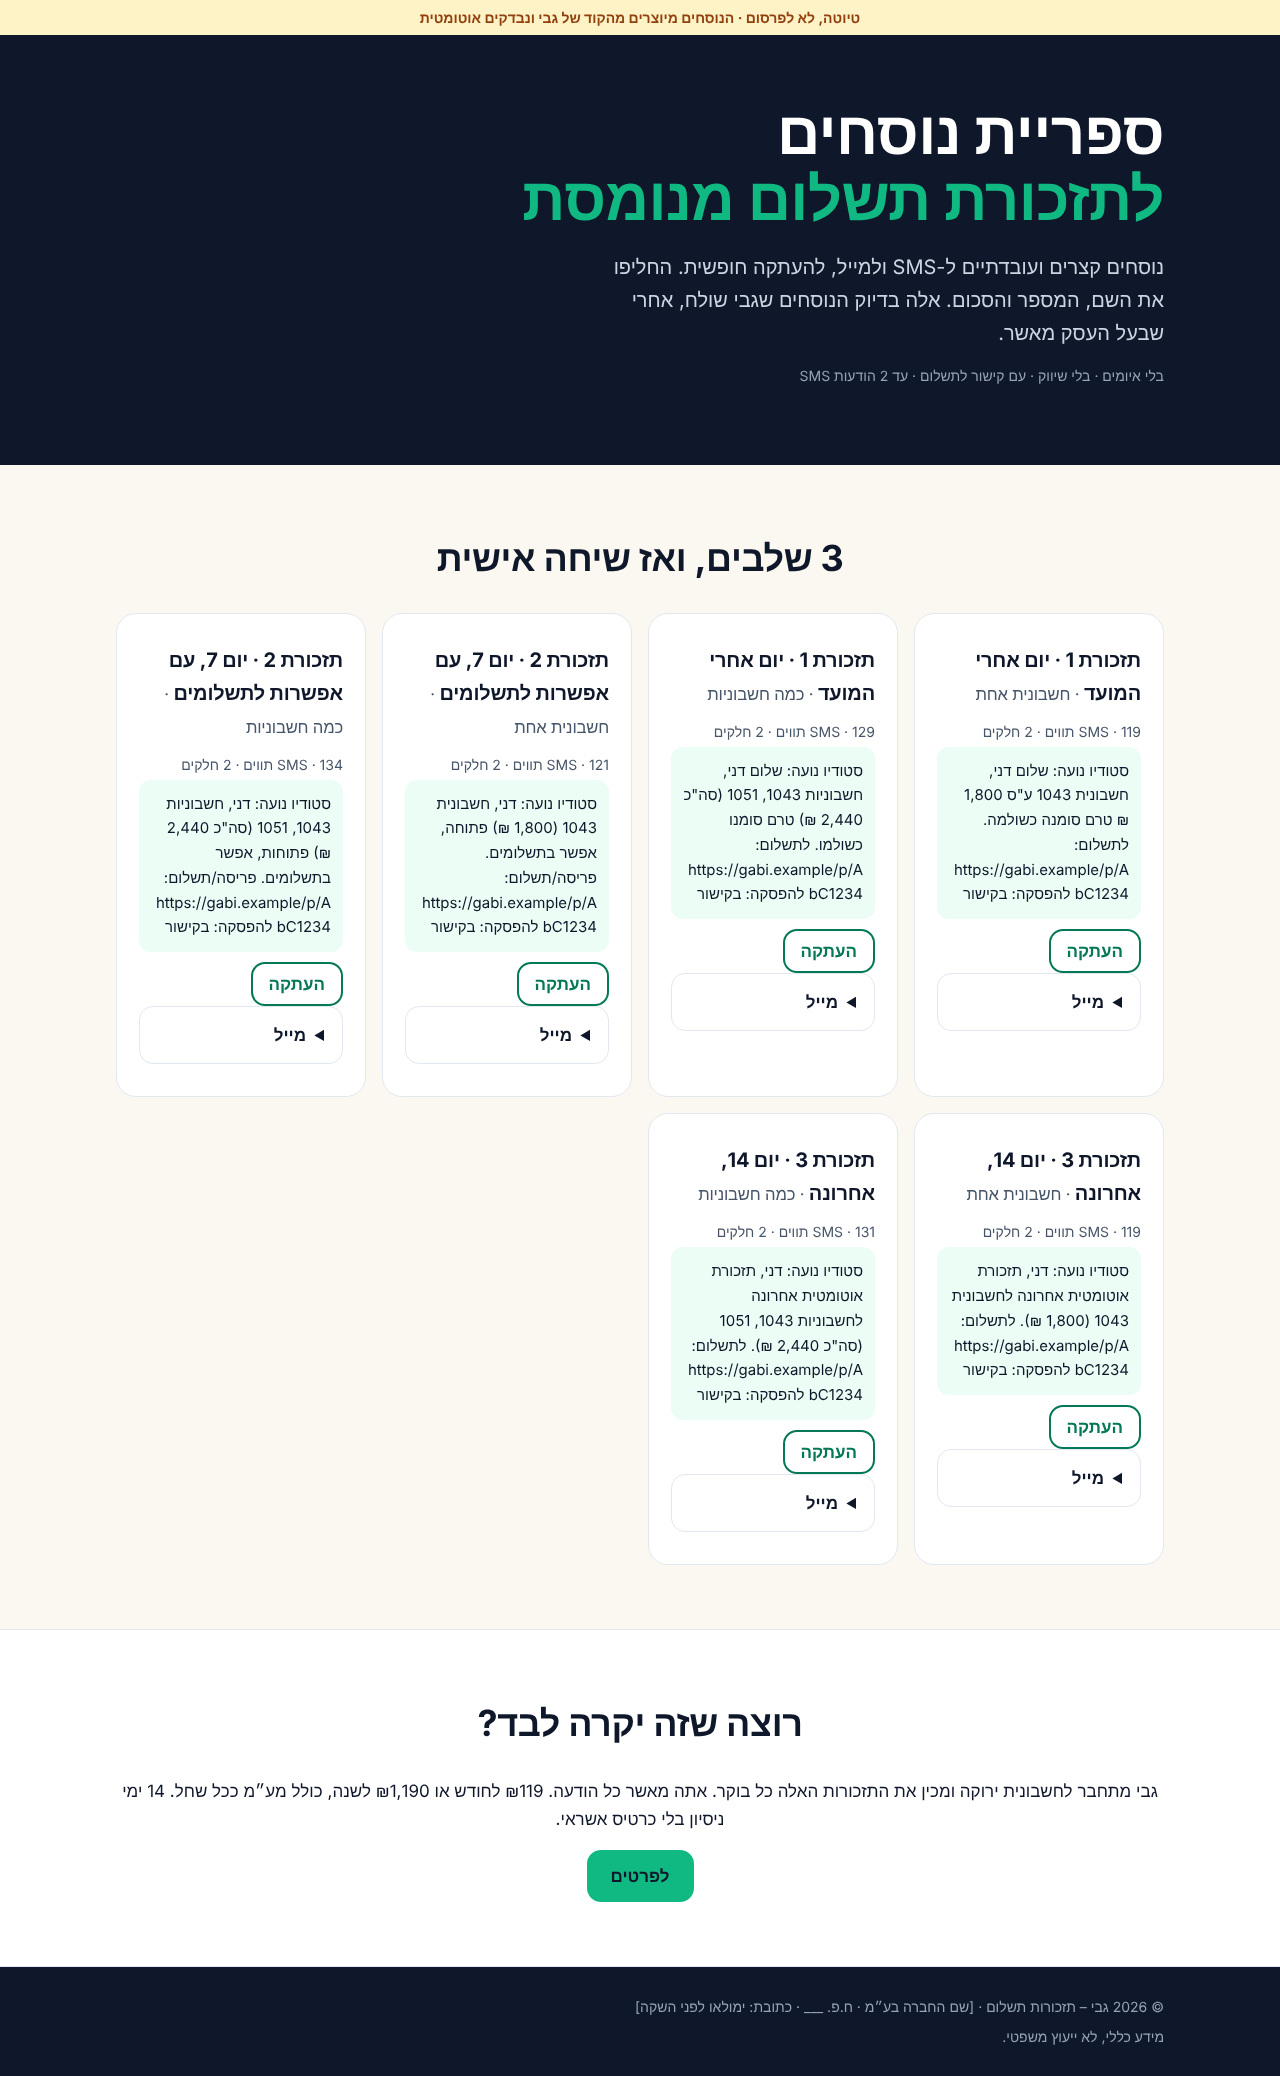 טיוטה, לא לפרסום · הנוסחים מיוצרים מהקוד של גבי ונבדקים אוטומטית
ספריית נוסחים
לתזכורת תשלום מנומסת
נוסחים קצרים ועובדתיים ל-SMS ולמייל, להעתקה חופשית. החליפו
את השם, המספר והסכום. אלה בדיוק הנוסחים שגבי שולח, אחרי
שבעל העסק מאשר.
בלי איומים · בלי שיווק · עם קישור לתשלום · עד 2 הודעות SMS
3 שלבים, ואז שיחה אישית
תזכורת 1 · יום אחרי
המועד · חשבונית אחת
119 · SMS תווים · 2 חלקים
סטודיו נועה: שלום דני,
חשבונית 1043 ע"ס 1,800
₪ טרם סומנה כשולמה.
לתשלום:
https://gabi.example/p/A
bC1234 להפסקה: בקישור
העתקה
מייל
תזכורת 1 · יום אחרי
המועד · כמה חשבוניות
129 · SMS תווים · 2 חלקים
סטודיו נועה: שלום דני,
חשבוניות 1043, 1051 (סה"כ
2,440 ₪) טרם סומנו
כשולמו. לתשלום:
https://gabi.example/p/A
bC1234 להפסקה: בקישור
העתקה
מייל
תזכורת 2 · יום 7, עם
אפשרות לתשלומים ·
חשבונית אחת
121 · SMS תווים · 2 חלקים
סטודיו נועה: דני, חשבונית
1043 (1,800 ₪) פתוחה,
אפשר בתשלומים.
פריסה/תשלום:
https://gabi.example/p/A
bC1234 להפסקה: בקישור
העתקה
מייל
תזכורת 2 · יום 7, עם
אפשרות לתשלומים ·
כמה חשבוניות
134 · SMS תווים · 2 חלקים
סטודיו נועה: דני, חשבוניות
1043, 1051 (סה"כ 2,440
₪) פתוחות, אפשר
בתשלומים. פריסה/תשלום:
https://gabi.example/p/A
bC1234 להפסקה: בקישור
העתקה
מייל
תזכורת 3 · יום 14,
אחרונה · חשבונית אחת
119 · SMS תווים · 2 חלקים
סטודיו נועה: דני, תזכורת
אוטומטית אחרונה לחשבונית
1043 (1,800 ₪). לתשלום:
https://gabi.example/p/A
bC1234 להפסקה: בקישור
העתקה
מייל
תזכורת 3 · יום 14,
אחרונה · כמה חשבוניות
131 · SMS תווים · 2 חלקים
סטודיו נועה: דני, תזכורת
אוטומטית אחרונה
לחשבוניות 1043, 1051
(סה"כ 2,440 ₪). לתשלום:
https://gabi.example/p/A
bC1234 להפסקה: בקישור
העתקה
מייל
רוצה שזה יקרה לבד?
גבי מתחבר לחשבונית ירוקה ומכין את התזכורות האלה כל בוקר. אתה מאשר כל הודעה. ₪119 לחודש או ₪1,190 לשנה, כולל מע״מ ככל שחל. 14 ימי
ניסיון בלי כרטיס אשראי.
לפרטים
© 2026 גבי – תזכורות תשלום · [שם החברה בע״מ · ח.פ. ___ · כתובת: ימולאו לפני השקה]
מידע כללי, לא ייעוץ משפטי.